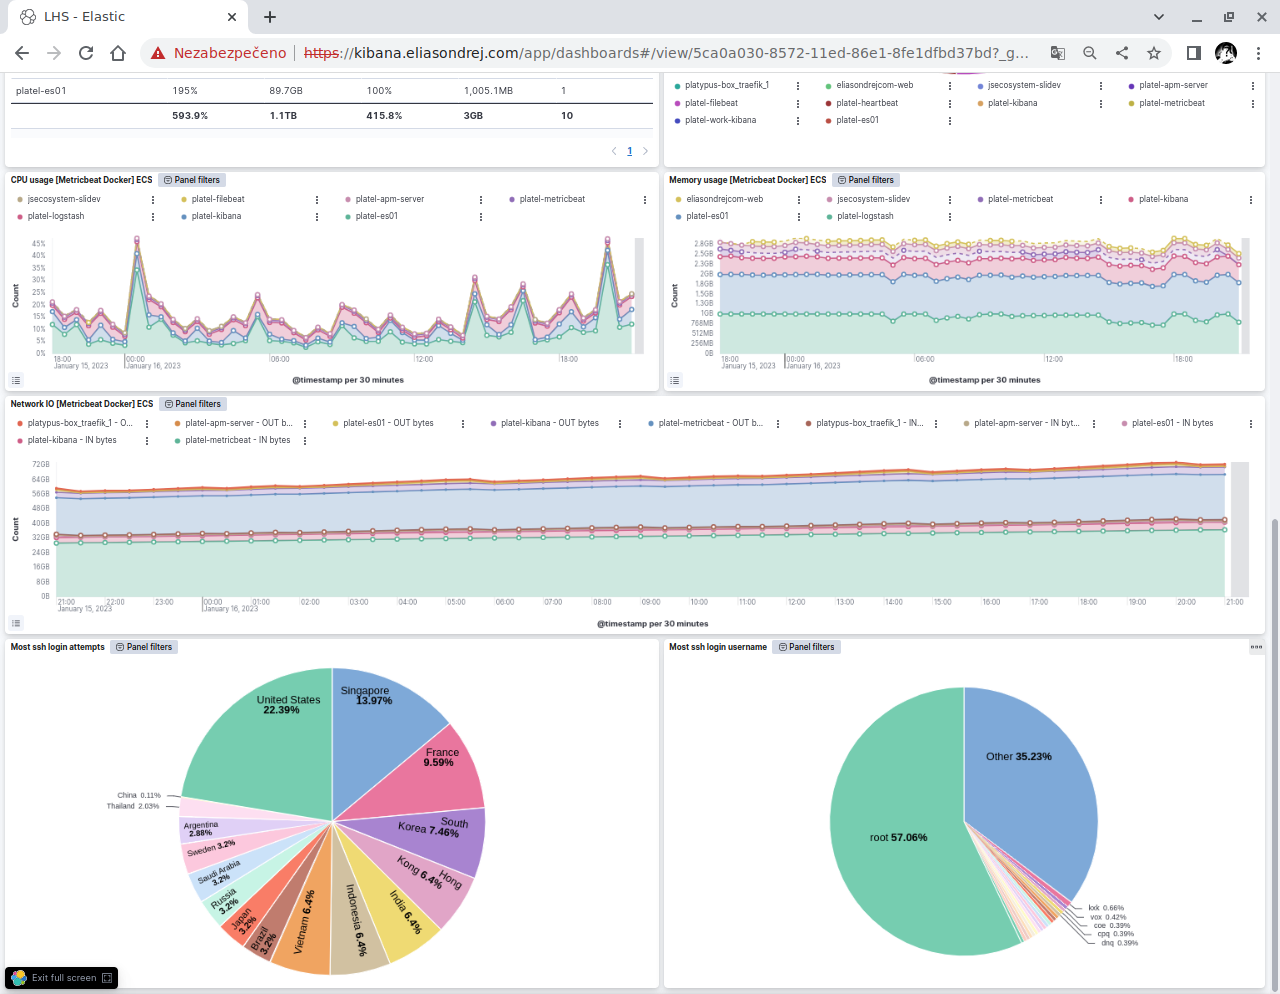 LHS - Elastic
Nezabezpečeno https://kibana.eliasondrej.com/app/dashboards#/view/5ca0a030-8572-11ed-86e1-8fe1dfbd37bd?_g...
platel-es01 195% 89.7GB 100% 1,005.1MB 1
593.9% 1.1TB 415.8% 3GB 10
1
platypus-box_traefik_1 eliasondrejcom-web jsecosystem-slidev platel-apm-server
platel-filebeat platel-heartbeat platel-kibana platel-metricbeat
platel-work-kibana platel-es01
CPU usage [Metricbeat Docker] ECS Panel filters
jsecosystem-slidev platel-filebeat platel-apm-server platel-metricbeat
platel-logstash platel-kibana platel-es01
Count
45%
40%
35%
30%
25%
20%
15%
10%
5%
0%
18:00 00:00 06:00 12:00 18:00
January 15, 2023 January 16, 2023
@timestamp per 30 minutes
Memory usage [Metricbeat Docker] ECS Panel filters
eliasondrejcom-web jsecosystem-slidev platel-metricbeat platel-kibana
platel-es01 platel-logstash
Count
2.8GB
2.5GB
2.3GB
2GB
1.8GB
1.5GB
1.3GB
1GB
768MB
512MB
256MB
0B
18:00 00:00 06:00 12:00 18:00
January 15, 2023 January 16, 2023
@timestamp per 30 minutes
Network IO [Metricbeat Docker] ECS Panel filters
platypus-box_traefik_1 - O... platel-apm-server - OUT b... platel-es01 - OUT bytes platel-kibana - OUT bytes platel-metricbeat - OUT b... platypus-box_traefik_1 - IN... platel-apm-server - IN byt... platel-es01 - IN bytes
platel-kibana - IN bytes platel-metricbeat - IN bytes
Count
72GB
64GB
56GB
48GB
40GB
32GB
24GB
16GB
8GB
0B
21:00 22:00 23:00 00:00 01:00 02:00 03:00 04:00 05:00 06:00 07:00 08:00 09:00 10:00 11:00 12:00 13:00 14:00 15:00 16:00 17:00 18:00 19:00 20:00 21:00
January 15, 2023 January 16, 2023
@timestamp per 30 minutes
Most ssh login attempts Panel filters
United States
22.39%
Singapore
13.97%
France
9.59%
South
Korea 7.46%
Hong
Kong 6.4%
India 6.4%
Indonesia 6.4%
Vietnam 6.4%
Brazil
3.2%
Japan
3.2%
Russia
3.2%
Saudi Arabia
3.2%
Sweden 3.2%
Argentina
2.88%
Thailand 2.03%
China 0.11%
Most ssh login username Panel filters
Other 35.23%
root 57.06%
kxk 0.66%
vox 0.42%
coe 0.39%
cpq 0.39%
dnq 0.39%
Exit full screen